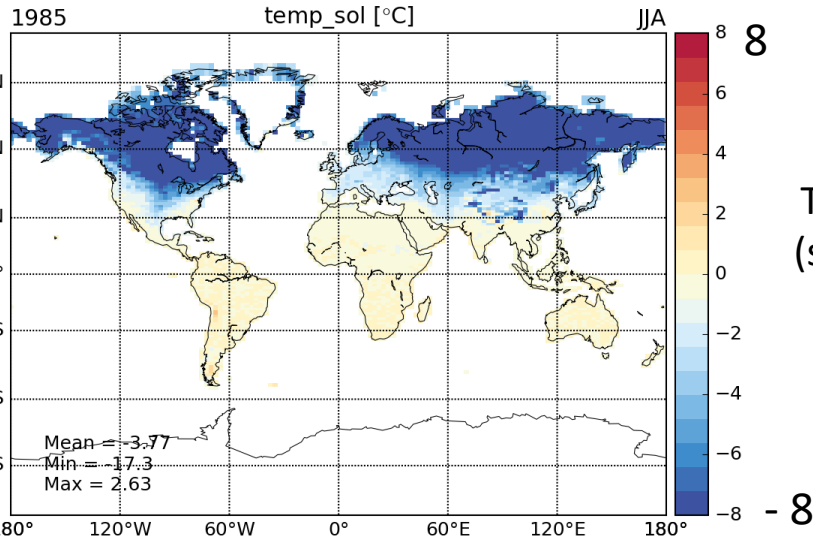 1985 temp_sol [°C] JJA
8 8
6
N
4
N
2 T
N (s
S 0
S −2
−4
S
Mean = -3.77
S −6
Min = -17.3
Max = 2.63
−8 - 8
180° 120°W 60°W 0° 60°E 120°E 180°